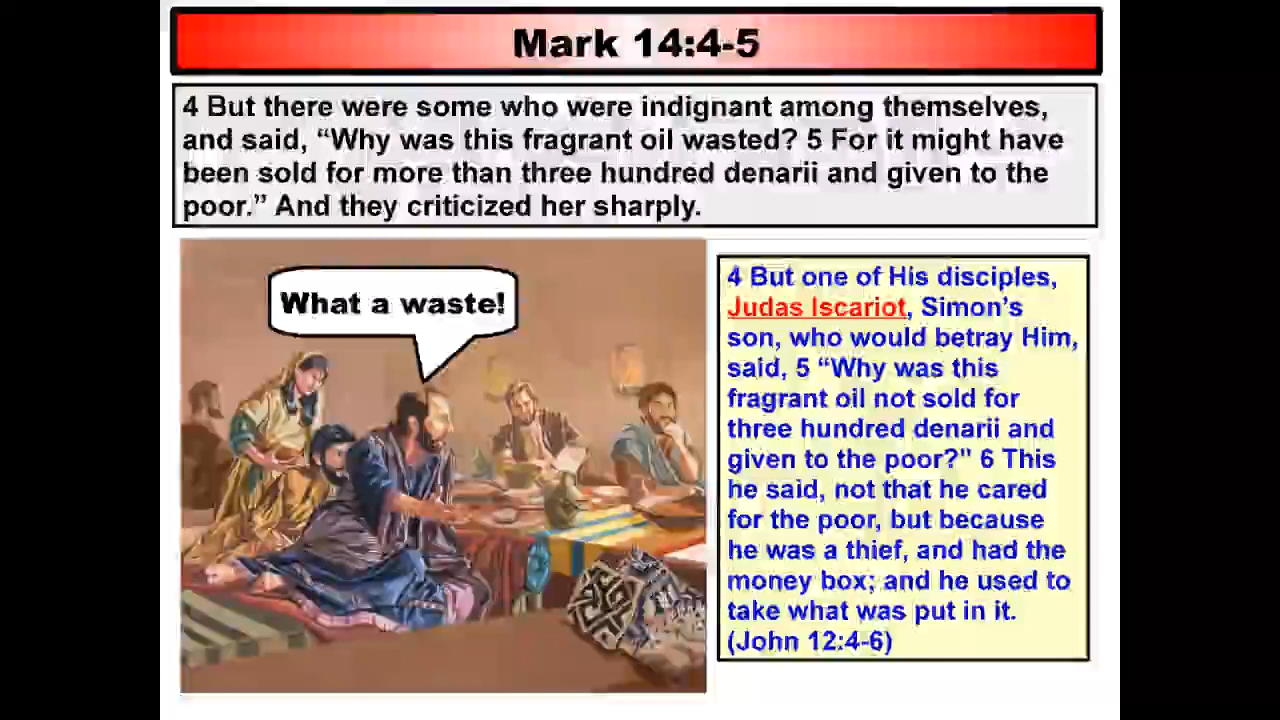 Mark 14:4-5
4 But there were some who were indignant among themselves,
and said, “Why was this fragrant oil wasted? 5 For it might have
been sold for more than three hundred denarii and given to the
poor.” And they criticized her sharply.
What a waste!
4 But one of His disciples,
Judas Iscariot, Simon’s
son, who would betray Him,
said, 5 “Why was this
fragrant oil not sold for
three hundred denarii and
given to the poor?” 6 This
he said, not that he cared
for the poor, but because
he was a thief, and had the
money box; and he used to
take what was put in it.
(John 12:4-6)